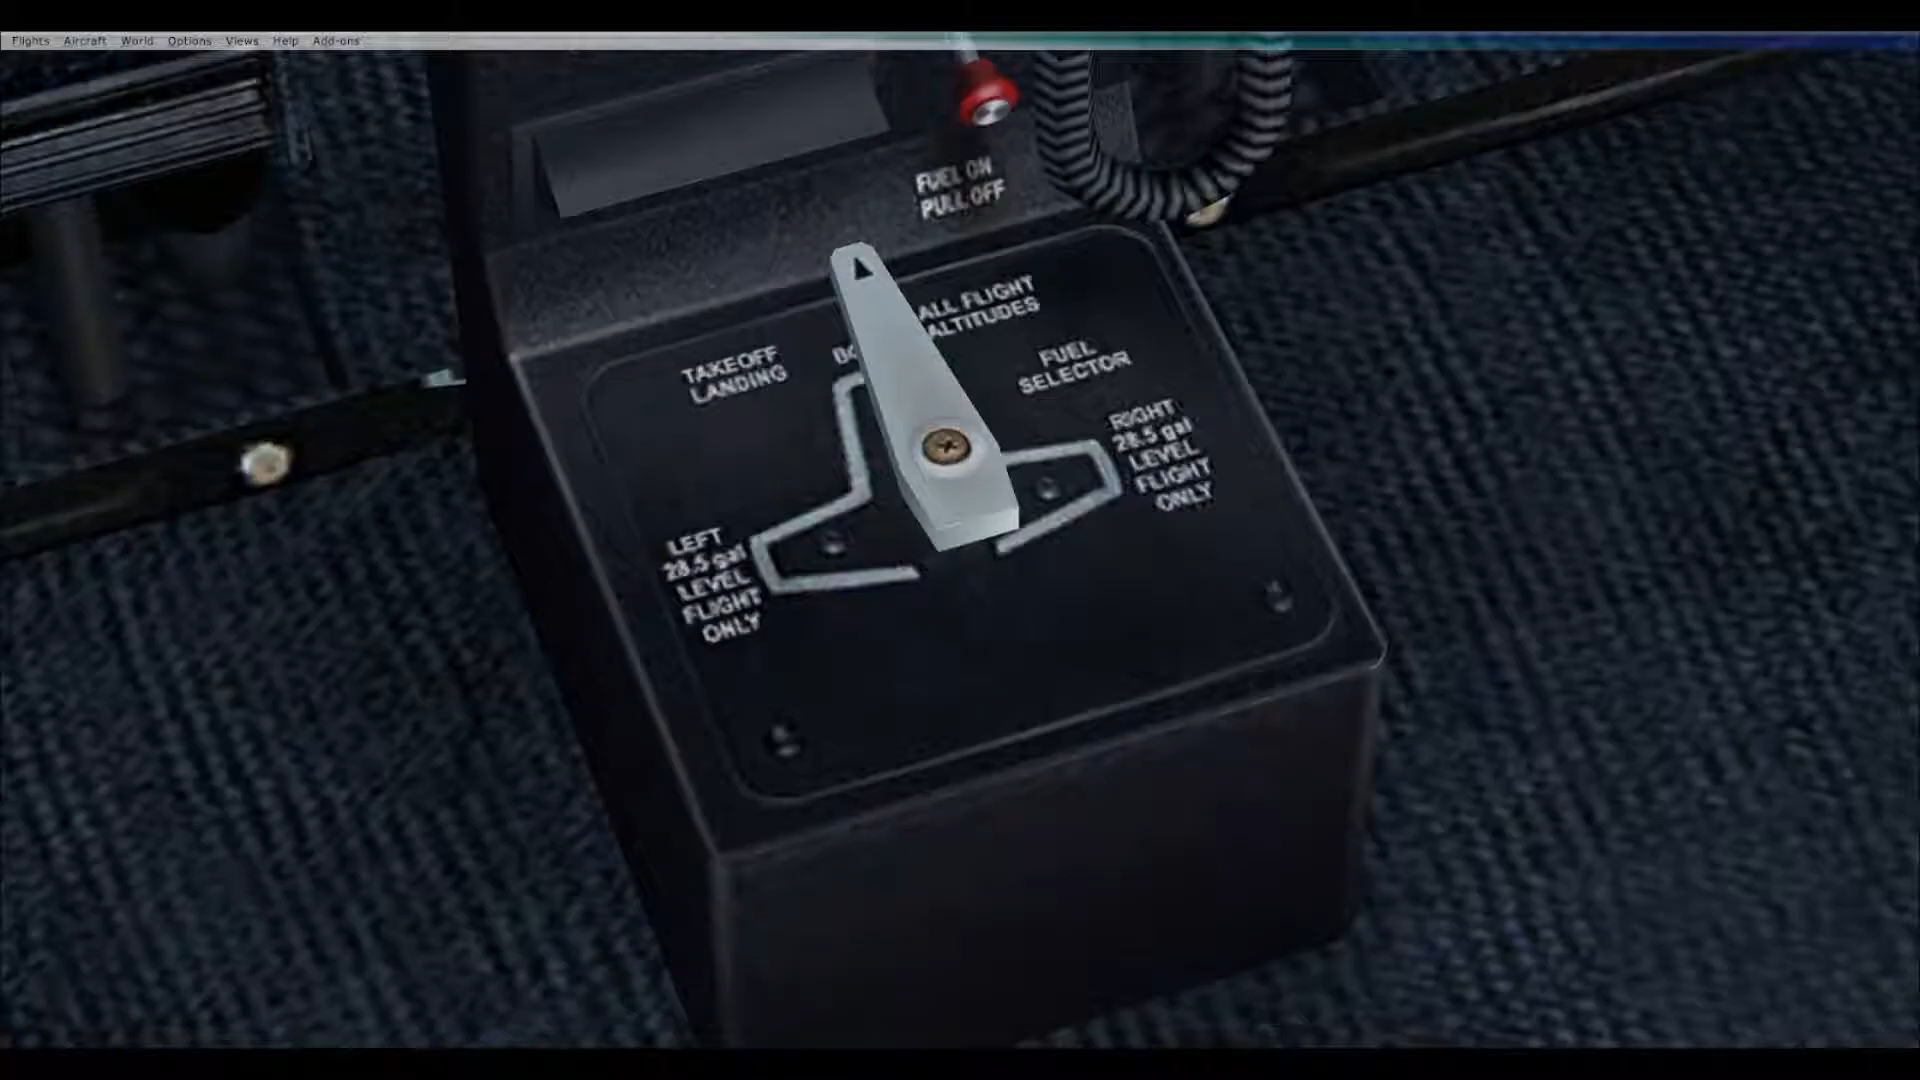 Flights Aircraft World Options Views Help Add-ons
FUEL ON
PULL OFF
ALL FLIGHT
ALTITUDES
TAKEOFF
LANDING
FUEL
SELECTOR
RIGHT
28.5 gal
LEVEL
FLIGHT
ONLY
LEFT
28.5 gal
LEVEL
FLIGHT
ONLY